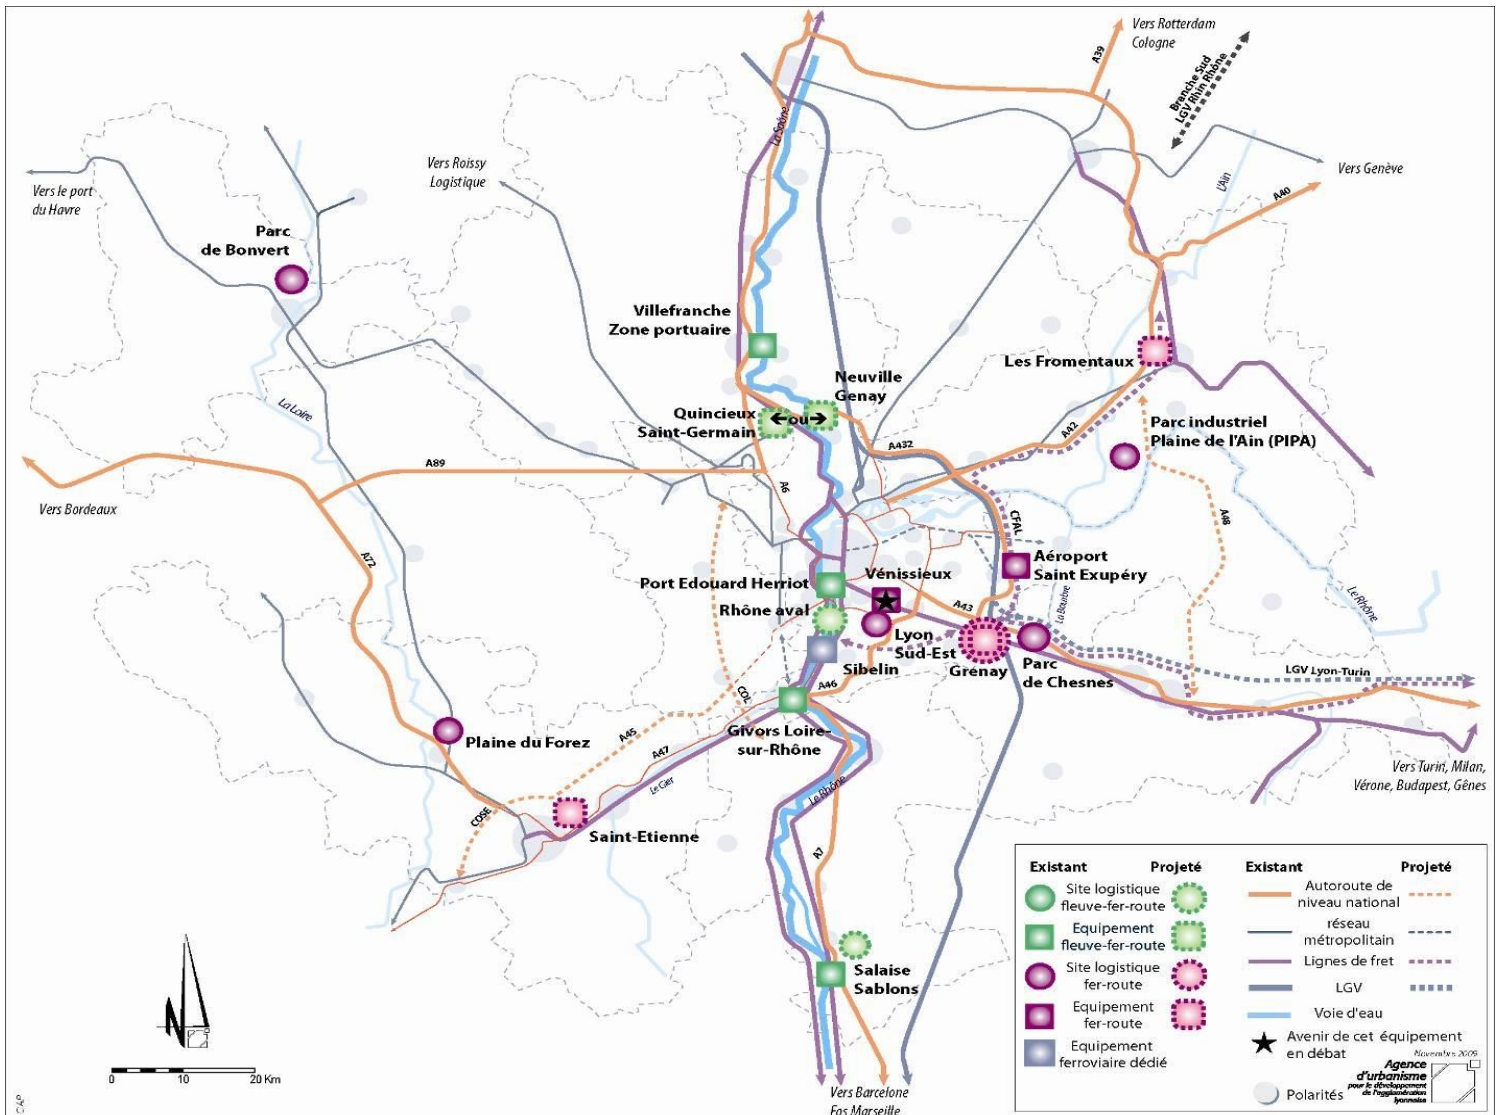 Vers Rotterdam
Cologne
A39
Branche Sud
LGV Rhin Rhône
La Saône
Vers Roissy
Logistique
Vers le port
du Havre
L'Ain
Vers Genève
A40
Parc
de Bonvert
Villefranche
Zone portuaire
Les Fromentaux
Neuville
Genay
Quincieux
Saint-Germain
ou
La Loire
A42
Parc industriel
Plaine de l'Ain (PIPA)
A432
A89
A6
Vers Bordeaux
CFAL
A48
A72
Aéroport
Saint Exupéry
Port Edouard Herriot
Vénissieux
Rhône aval
A43
La Bourbre
Le Rhône
Lyon
Sud-Est
Sibelin
Grenay
Parc
de Chesnes
LGV Lyon-Turin
A46
COL
Givors Loire-
sur-Rhône
Plaine du Forez
A45
A47
Le Gier
Vers Turin, Milan,
Vérone, Budapest, Gênes
Le Rhône
COSE
Saint-Etienne
A7
Salaise
Sablons
Vers Barcelone
Fos Marseille
N
0 10 20 Km
Existant Projeté
Site logistique
fleuve-fer-route
Equipement
fleuve-fer-route
Site logistique
fer-route
Equipement
fer-route
Equipement
ferroviaire dédié
Existant Projeté
Autoroute de
niveau national
réseau
métropolitain
Lignes de fret
LGV
Voie d'eau
Avenir de cet équipement
en débat
Polarités
Novembre 2009
Agence
d'urbanisme
pour le développement
de l'agglomération
lyonnaise